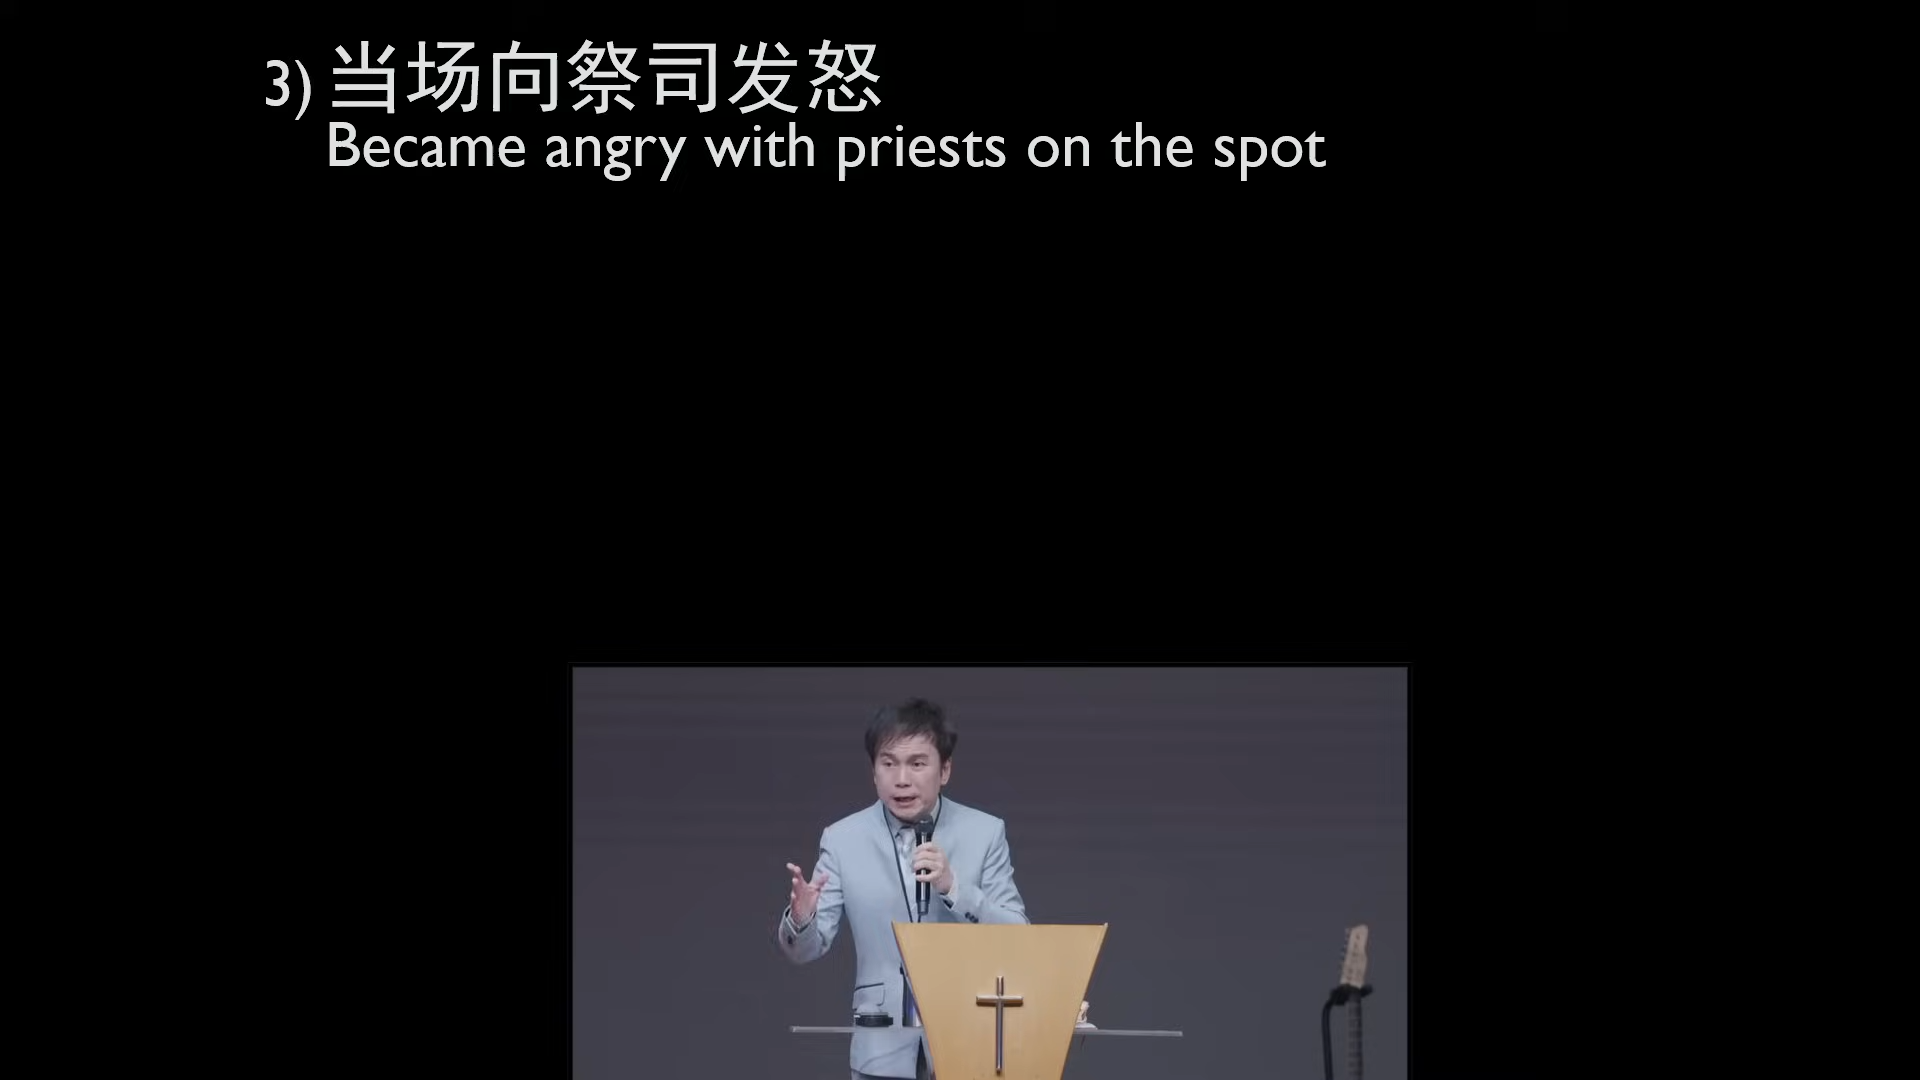 3) 当场向祭司发怒
Became angry with priests on the spot